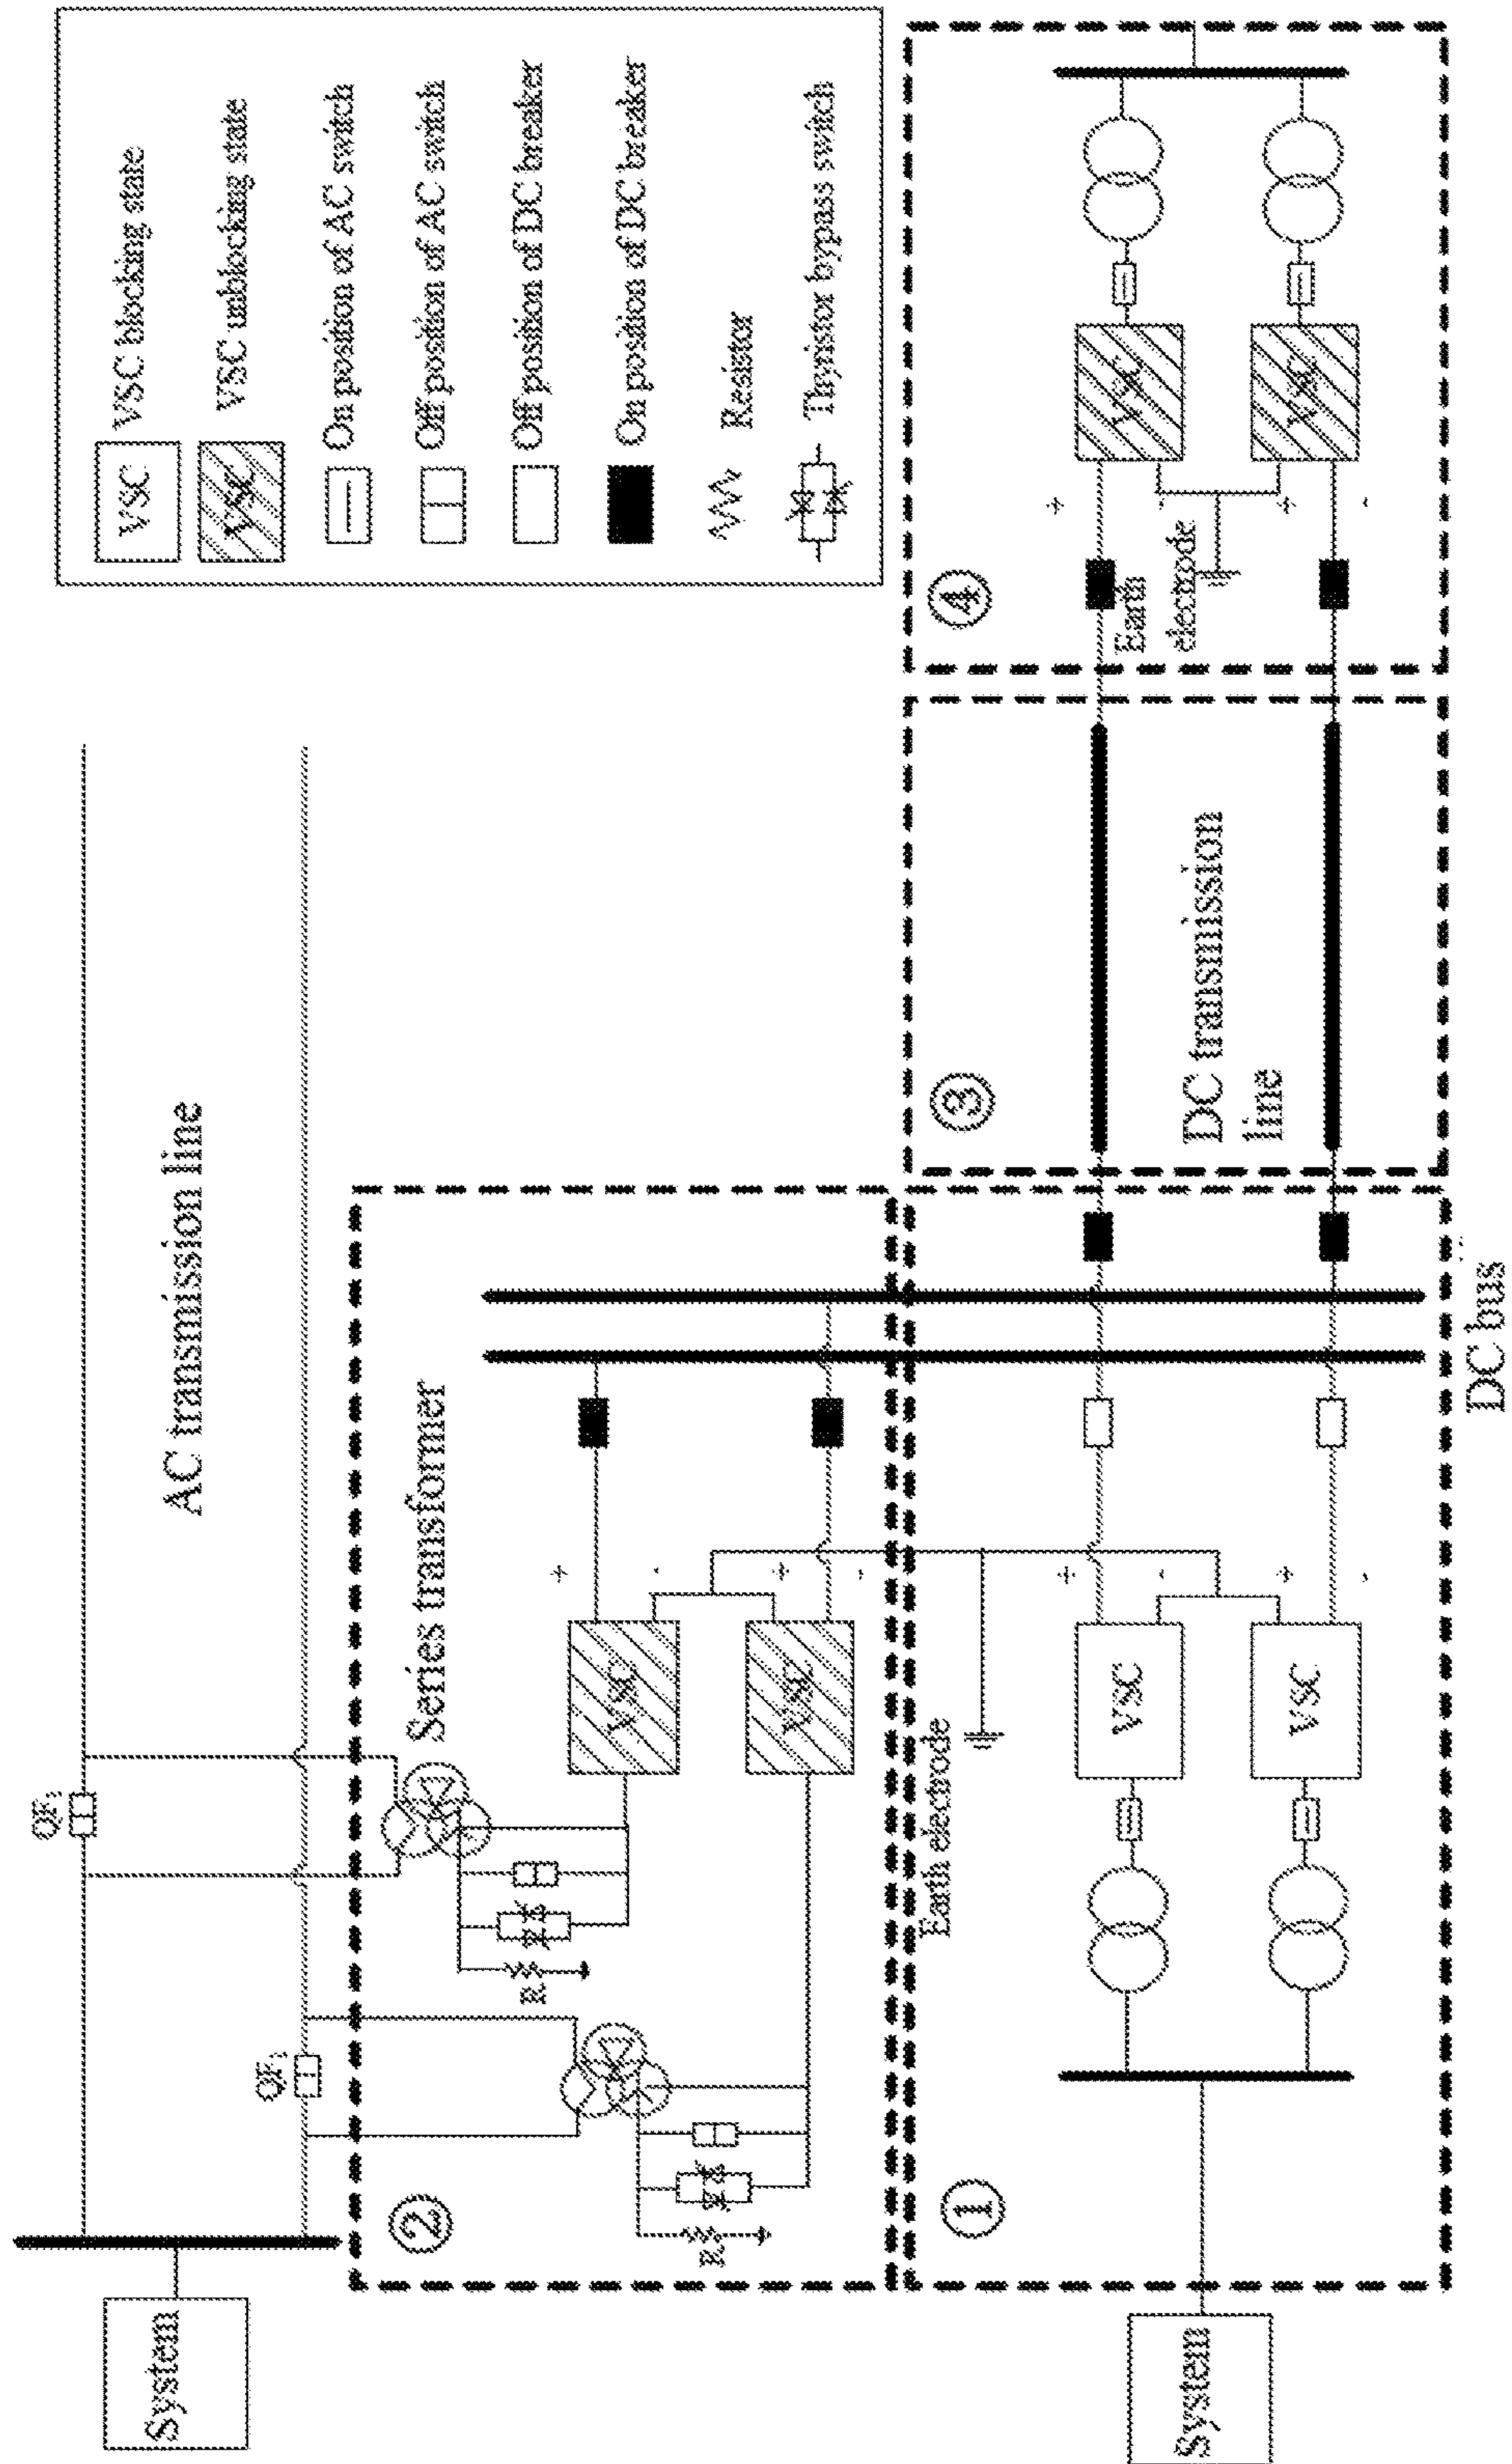 System
AC transmission line
QF1
QF1
②
Series transformer
VSC
VSC
+
-
+
-
R
R
VSC blocking state
VSC
VSC unblocking state
VSC
On position of AC switch
Off position of AC switch
Off position of DC breaker
On position of DC breaker
Resistor
Thyristor bypass switch
①
System
Earth electrode
VSC
VSC
+
-
+
-
DC bus
③
DC transmission
line
④
Earth
electrode
+
-
+
-
VSC
VSC